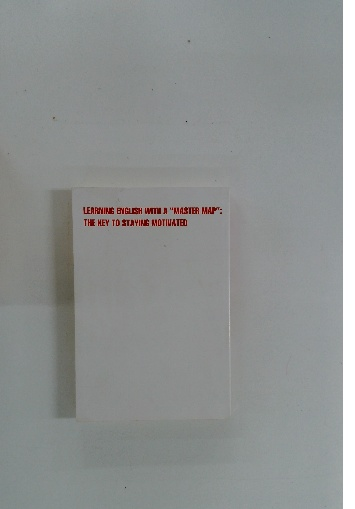 LEARNING ENGLISH WITH A "MASTER MAP":
THE KEY TO STAYING MOTIVATED